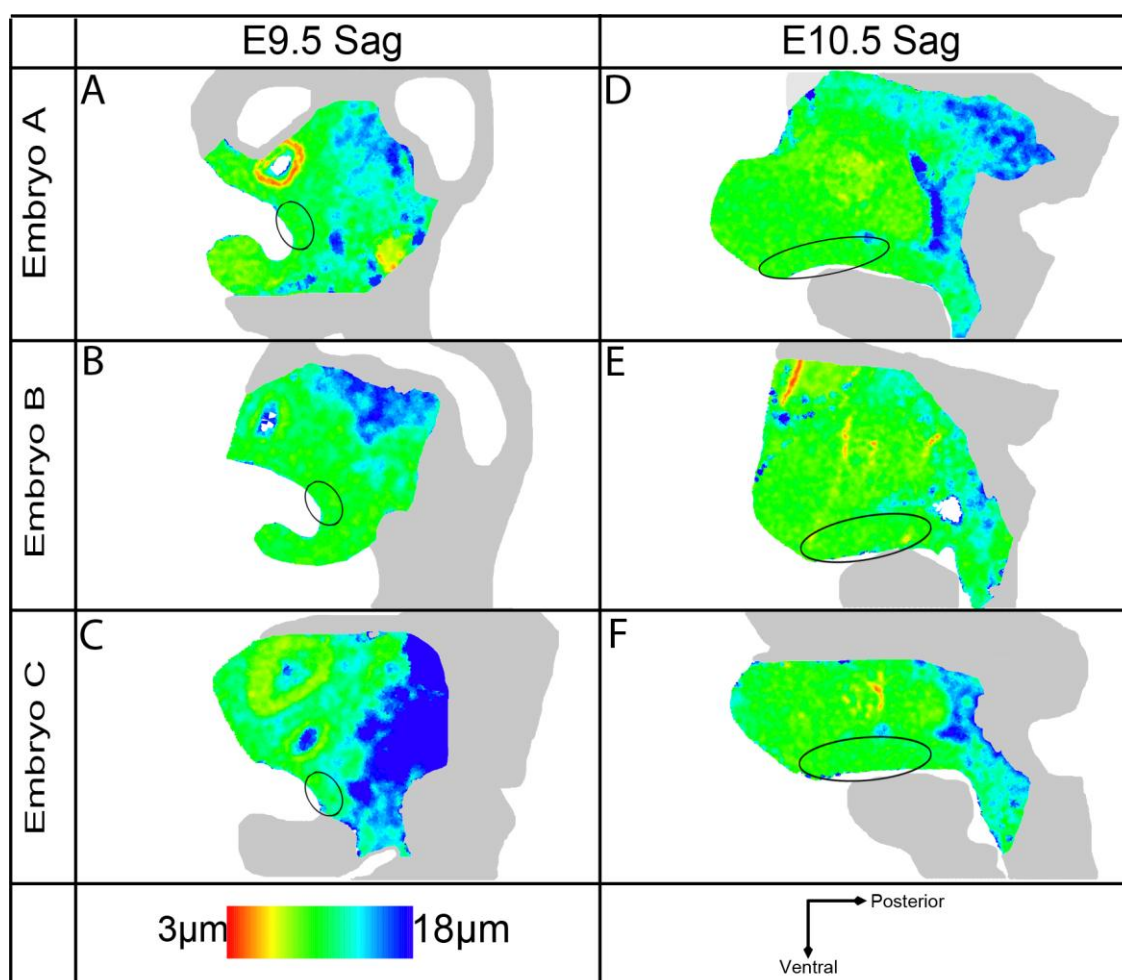 E9.5 Sag
E10.5 Sag
Embryo A
A
D
Embryo B
B
E
Embryo C
C
F
3μm
18μm
Posterior
Ventral